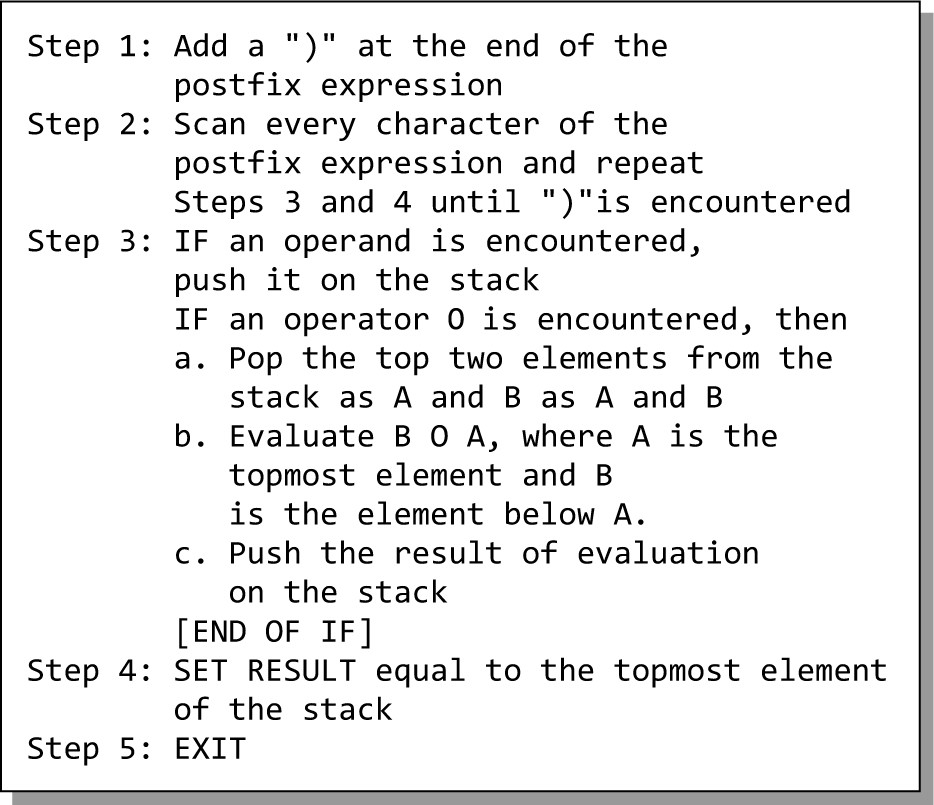 Step 1: Add a ")" at the end of the
postfix expression
Step 2: Scan every character of the
postfix expression and repeat
Steps 3 and 4 until ")"is encountered
Step 3: IF an operand is encountered,
push it on the stack
IF an operator O is encountered, then
a. Pop the top two elements from the
stack as A and B as A and B
b. Evaluate B O A, where A is the
topmost element and B
is the element below A.
c. Push the result of evaluation
on the stack
[END OF IF]
Step 4: SET RESULT equal to the topmost element
of the stack
Step 5: EXIT